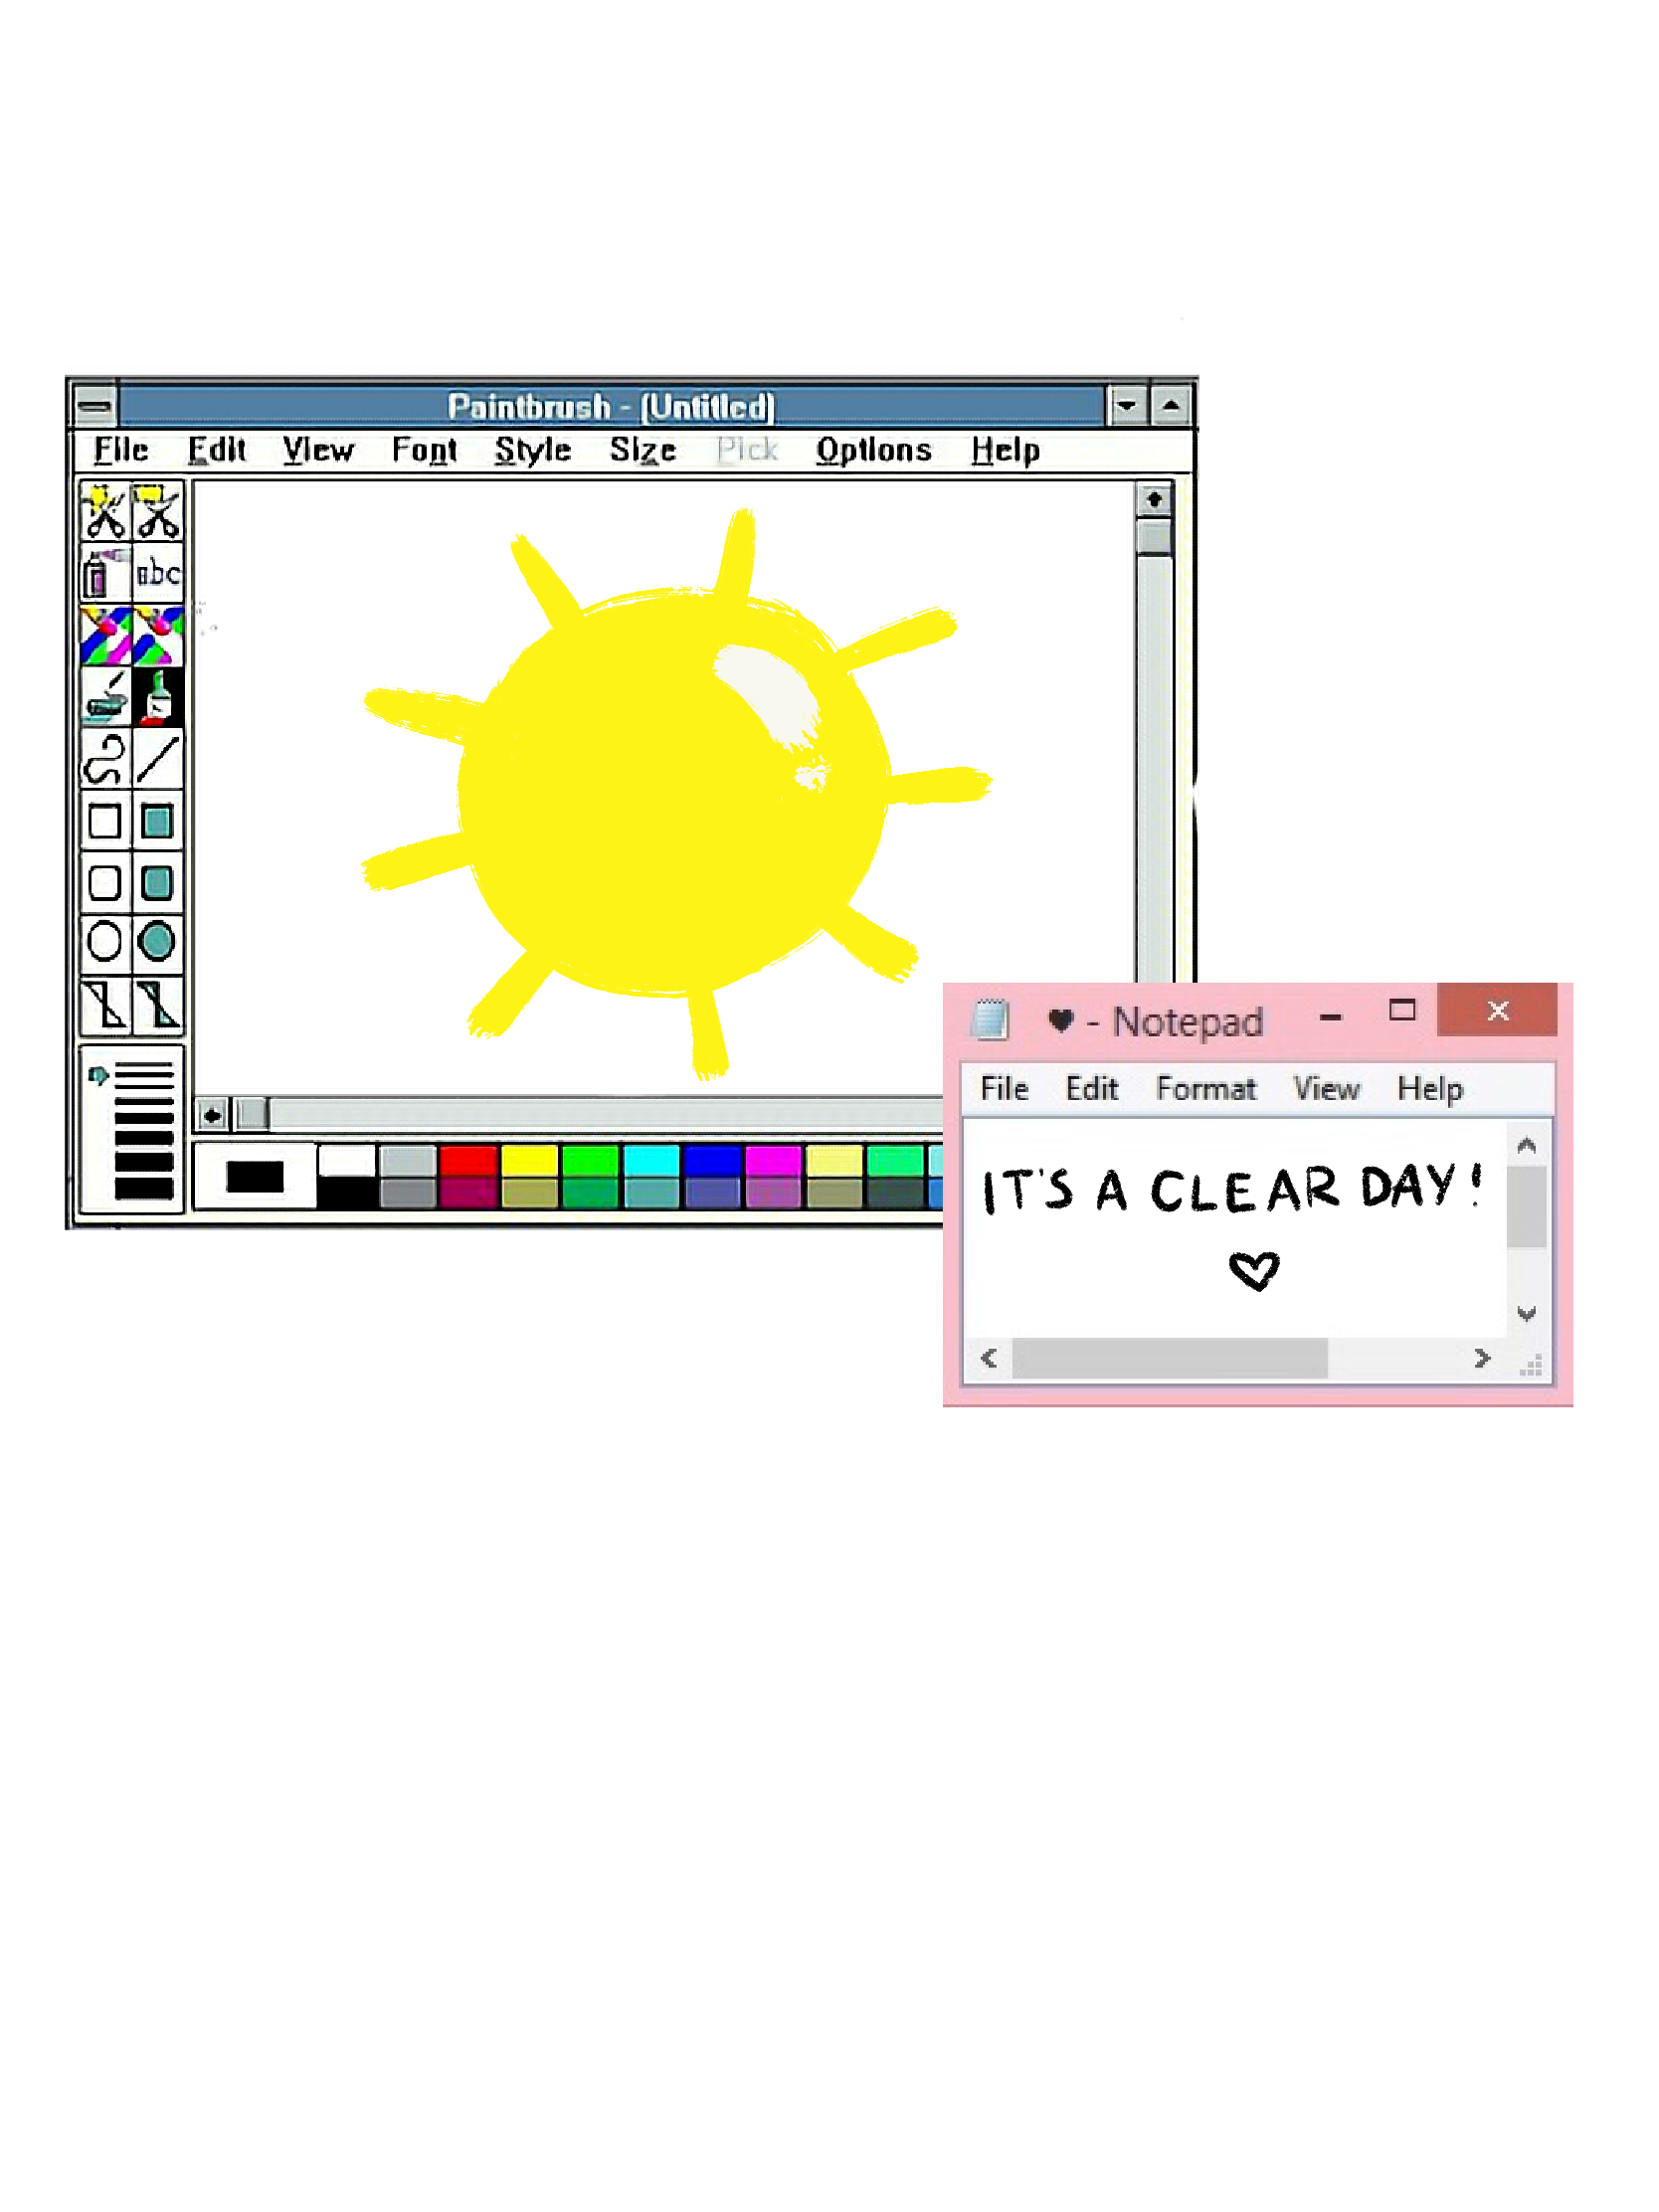 Paintbrush - (Untitled)
File Edit View Font Style Size Pick Options Help
abc
♥ - Notepad
File Edit Format View Help
IT'S A CLEAR DAY!
♡